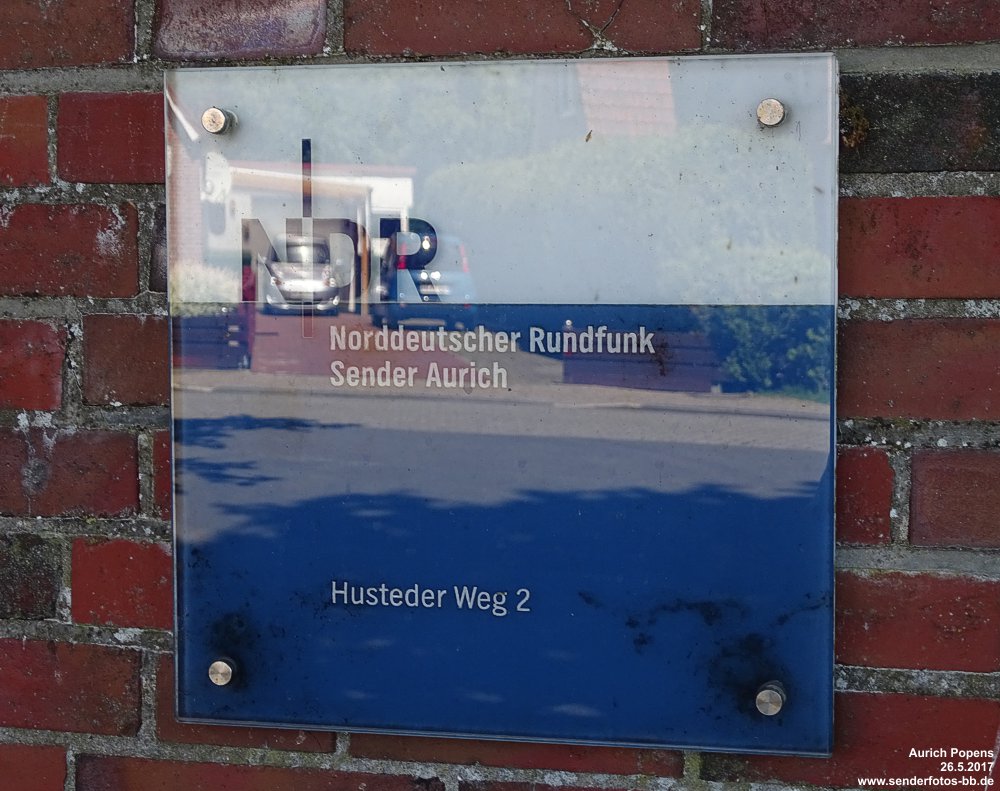 NDR
Norddeutscher Rundfunk
Sender Aurich
Husteder Weg 2
Aurich Popens
26.5.2017
www.senderfotos-bb.de